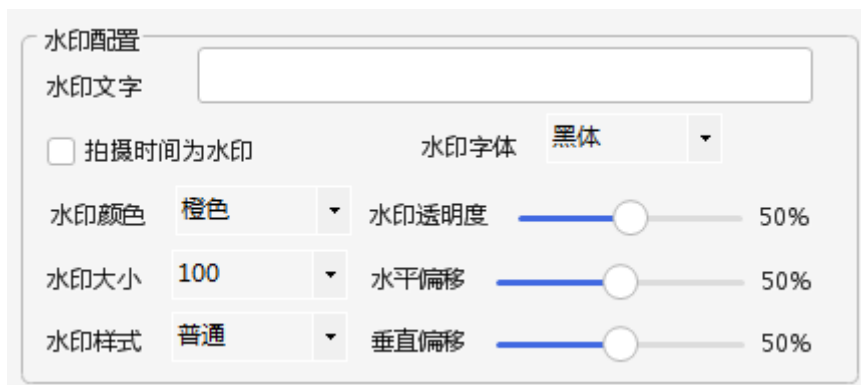 水印配置
水印文字
拍摄时间为水印 水印字体 黑体
水印颜色 橙色 水印透明度 50%
水印大小 100 水平偏移 50%
水印样式 普通 垂直偏移 50%